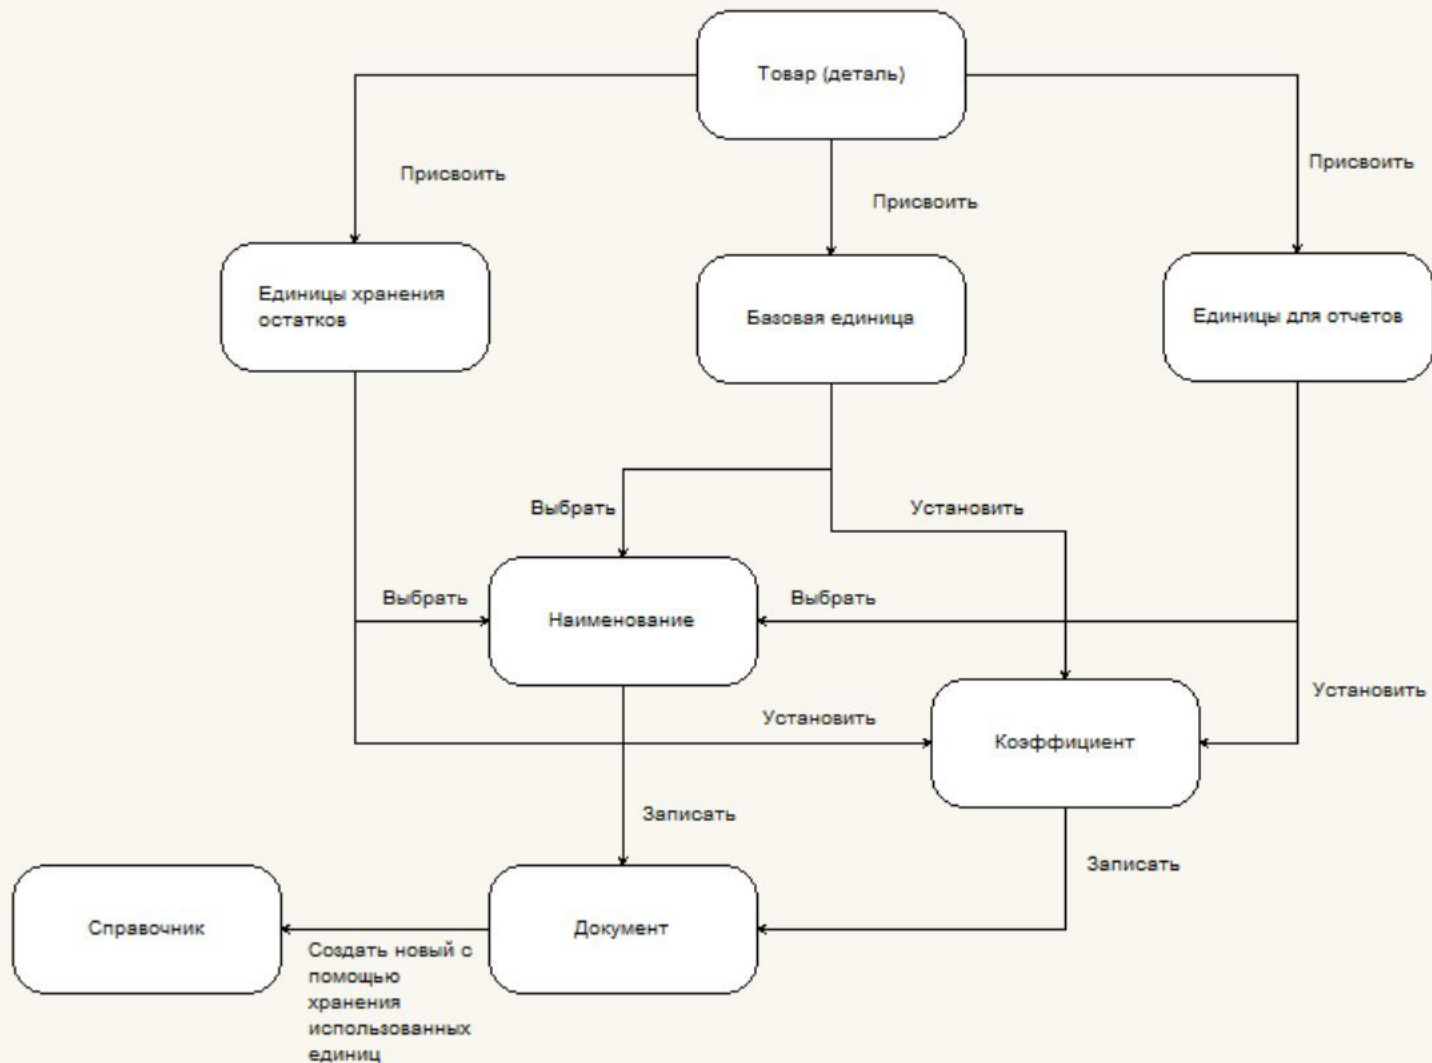 Товар (деталь)
Присвоить
Присвоить
Присвоить
Единицы хранения
остатков
Базовая единица
Единицы для отчетов
Выбрать
Установить
Выбрать
Выбрать
Наименование
Установить
Установить
Коэффициент
Записать
Записать
Справочник
Документ
Создать новый с
помощью
хранения
использованных
единиц